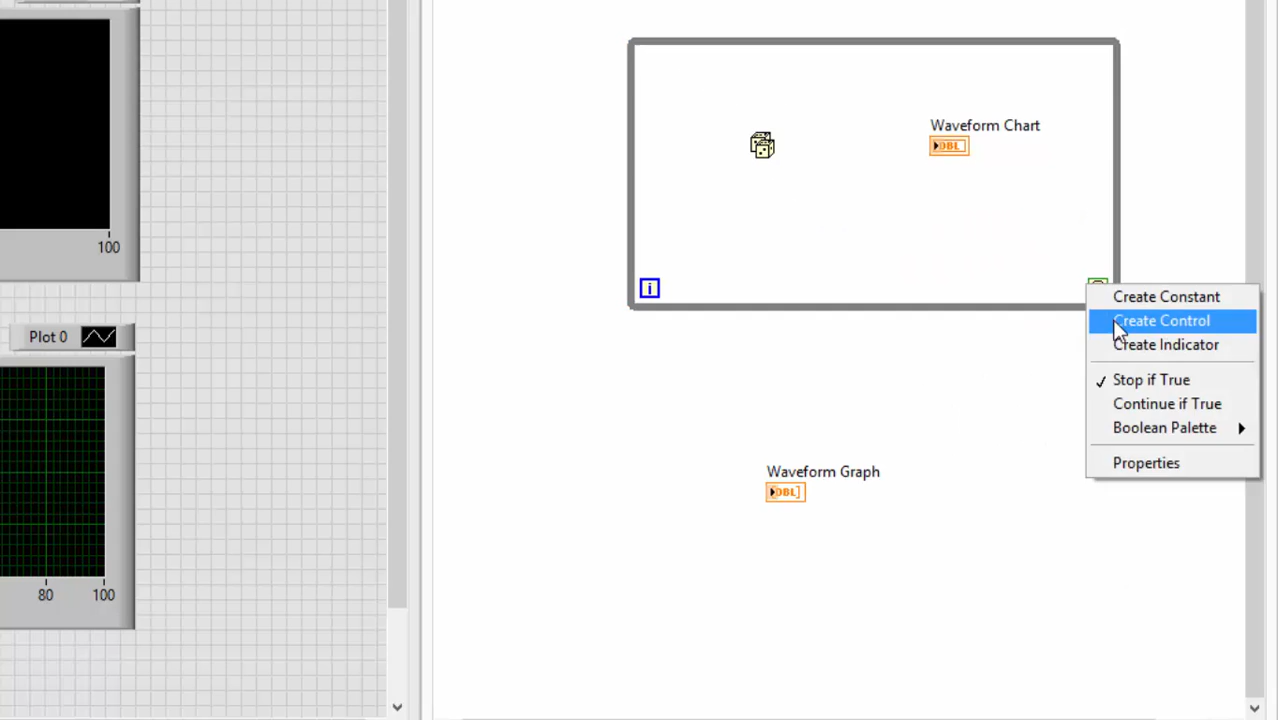 100
Plot 0
80
100
Waveform Chart
DBL
i
Create Constant
Create Control
Create Indicator
Stop if True
Continue if True
Boolean Palette
Properties
Waveform Graph
DBL]